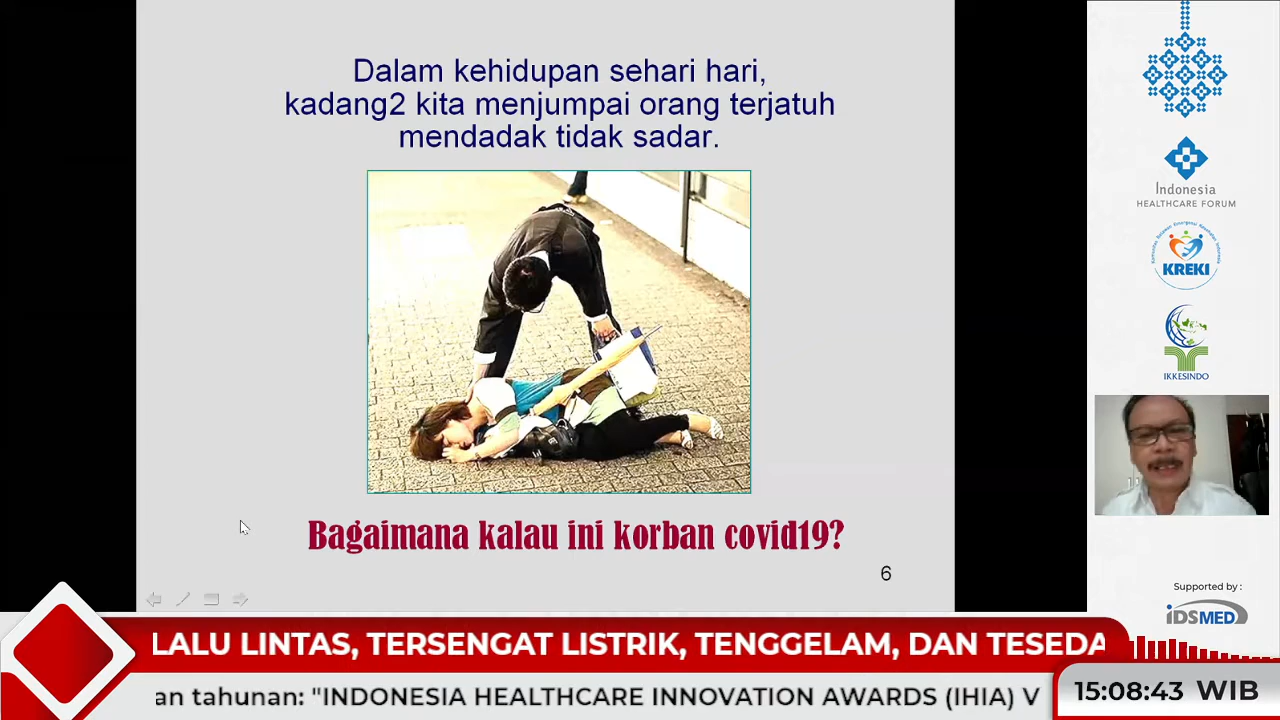 Dalam kehidupan sehari hari,
kadang2 kita menjumpai orang terjatuh
mendadak tidak sadar.
Bagaimana kalau ini korban covid19?
6
Indonesia
HEALTHCARE FORUM
KREKI
IKKESINDO
Supported by :
iDSMED
LALU LINTAS, TERSENGAT LISTRIK, TENGGELAM, DAN TESEDA
an tahunan: "INDONESIA HEALTHCARE INNOVATION AWARDS (IHIA) V
15:08:43 WIB